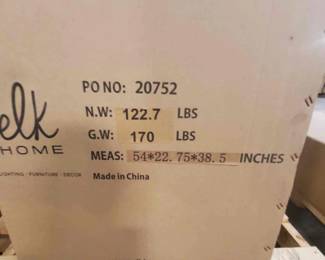 elk
HOME
LIGHTING · FURNITURE · DECOR
PO NO: 20752
N.W: 122.7 LBS
G.W: 170 LBS
MEAS: 54*22.75*38.5 INCHES
Made in China